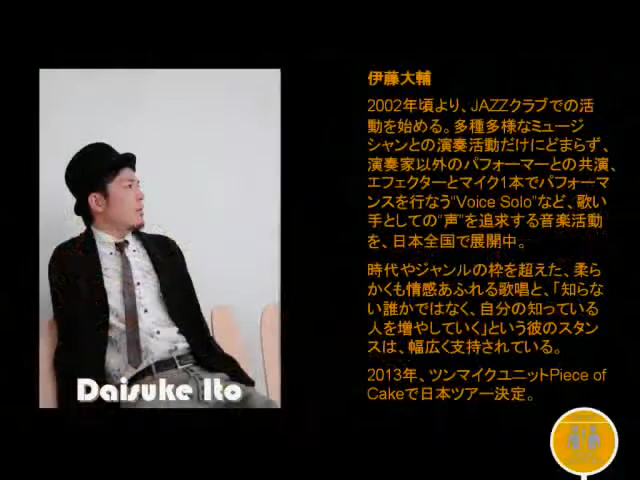 伊藤大輔
2002年頃より、JAZZクラブでの活
動を始める。多種多様なミュージ
シャンとの演奏活動だけにとどまらず、
演奏家以外のパフォーマーとの共演、
エフェクターとマイク1本でパフォーマ
ンスを行なう“Voice Solo”など、歌い
手としての“声”を追求する音楽活動
を、日本全国で展開中。
時代やジャンルの枠を超えた、柔ら
かくも情感あふれる歌唱と、「知らな
い誰かではなく、自分の知っている
人を増やしていく」という彼のスタン
スは、幅広く支持されている。
2013年、ツンマイクユニットPiece of
Cakeで日本ツアー決定。
Daisuke Ito